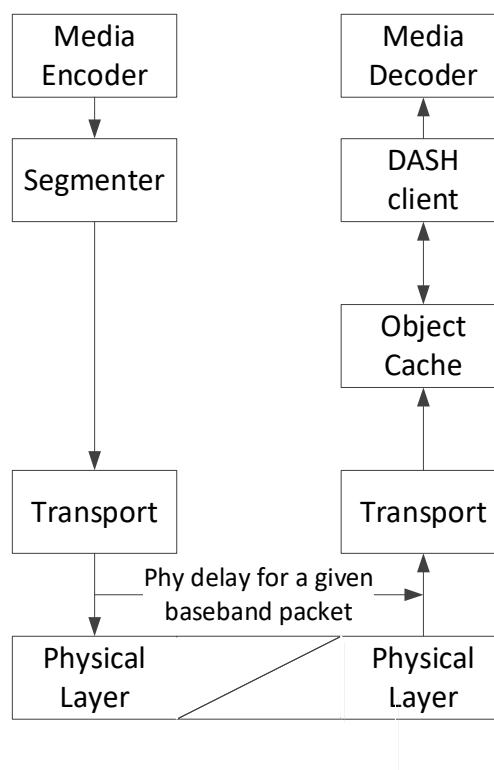 Media
Encoder
Segmenter
Transport
Physical
Layer
Media
Decoder
DASH
client
Object
Cache
Transport
Physical
Layer
Phy delay for a given
baseband packet